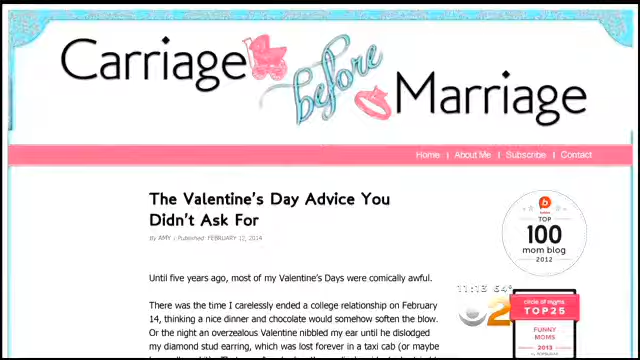 Carriage before Marriage
Home | About Me | Subscribe | Contact
The Valentine's Day Advice You
Didn't Ask For
By AMY | Published: FEBRUARY 12, 2014
Until five years ago, most of my Valentine's Days were comically awful.
There was the time I carelessly ended a college relationship on February
14, thinking a nice dinner and chocolate would somehow soften the blow.
Or the night an overzealous Valentine nibbled my ear until he dislodged
my diamond stud earring, which was lost forever in a taxi cab (or maybe
TOP
100
mom blog
2012
11:13 64°
2
circle of moms
TOP25
FUNNY
MOMS
2013